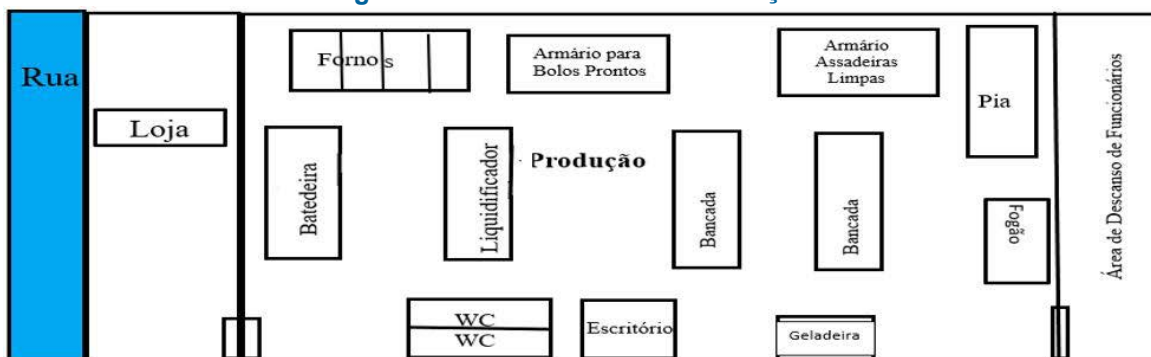 Rua
Loja
Fornos
Armário para
Bolos Prontos
Armário
Assadeiras
Limpas
Pia
Área de Descanso de Funcionários
Batedeira
Liquidificador
Produção
Bancada
Bancada
Fogão
WC
WC
Escritório
Geladeira